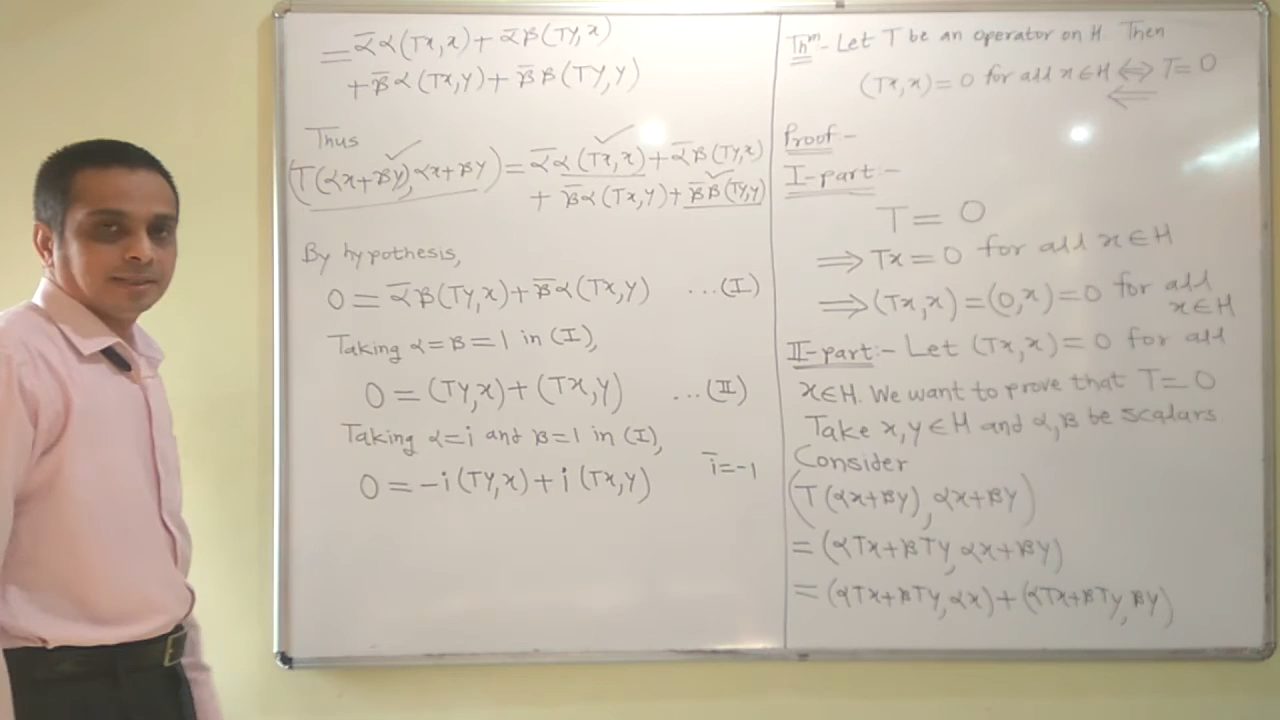 = ᾱα(Tx,x) + ᾱβ(Ty,x)
+ β̄α(Tx,y) + β̄β(Ty,y)
Thus
(T(αx+βy),αx+βy) = ᾱα(Tx,x) + ᾱβ(Ty,x)
+ β̄α(Tx,y) + β̄β(Ty,y)
By hypothesis,
0 = ᾱβ(Ty,x) + β̄α(Tx,y) ...(I)
Taking α=β=1 in (I),
0 = (Ty,x) + (Tx,y) ...(II)
Taking α=i and β=1 in (I),
ī=-1
0 = -i(Ty,x) + i(Tx,y)
Thm:- Let T be an operator on H. Then
(Tx,x)=0 for all x∈H ⟺ T=0
⟸
Proof:-
I-part:-
T = 0
⟹ Tx = 0 for all x∈H
⟹ (Tx,x)=(0,x)=0 for all
x∈H
II-part:- Let (Tx,x)=0 for all
x∈H. We want to prove that T=0
Take x,y∈H and α,β be scalars
Consider
(T(αx+βy),αx+βy)
= (αTx+βTy,αx+βy)
= (αTx+βTy,αx)+(αTx+βTy,βy)